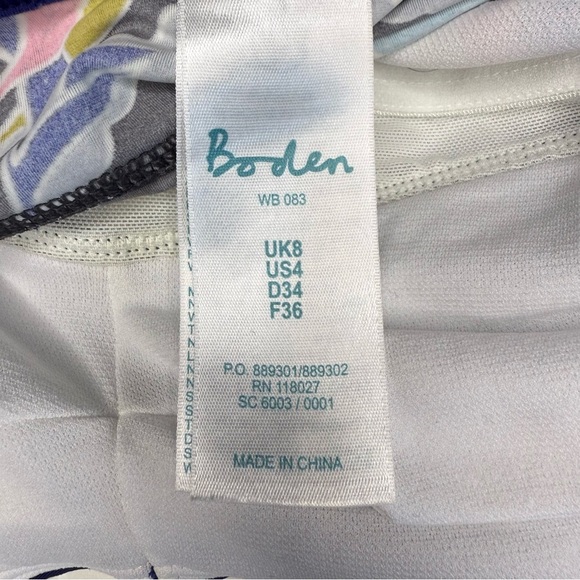 Boden
WB 083
UK8
US4
D34
F36
P.O. 889301/889302
RN 118027
SC 6003 / 0001
MADE IN CHINA